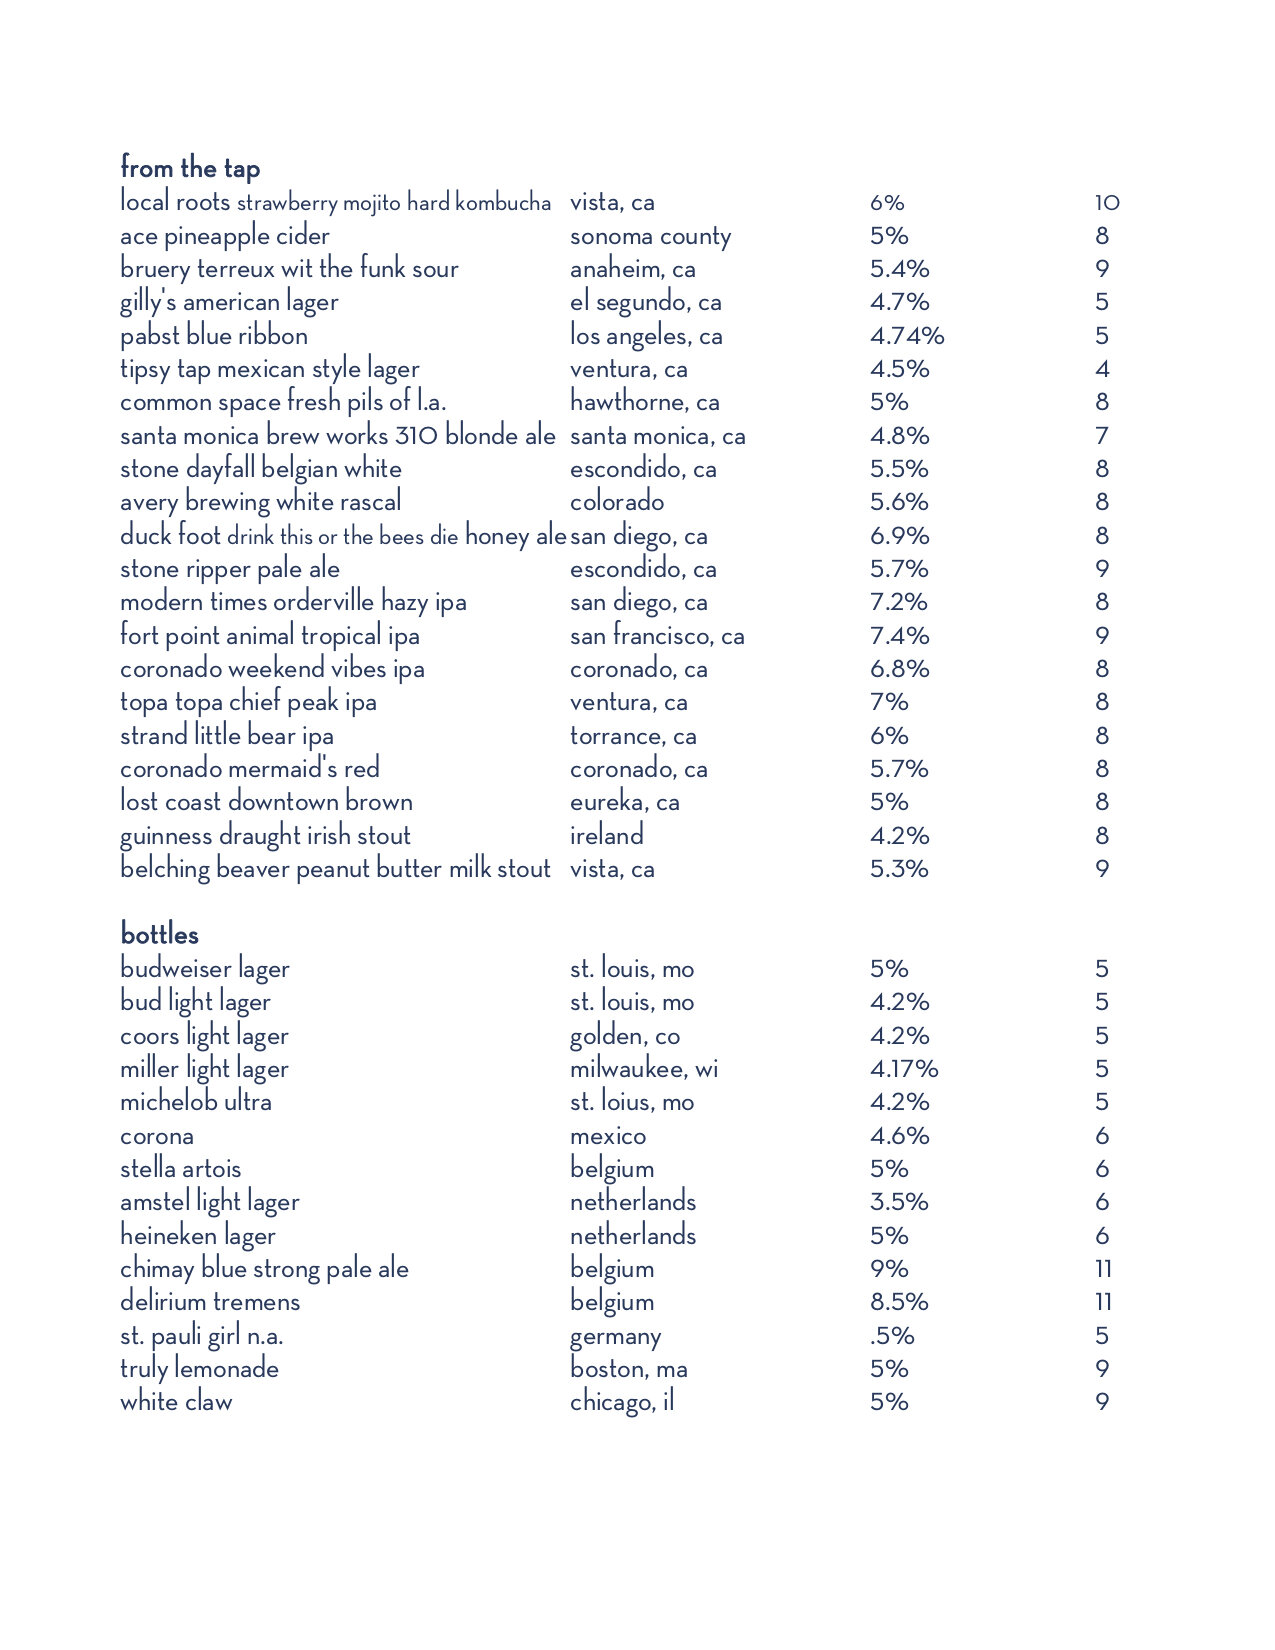 from the tap
local roots strawberry mojito hard kombucha vista, ca 6% 10
ace pineapple cider sonoma county 5% 8
bruery terreux wit the funk sour anaheim, ca 5.4% 9
gilly's american lager el segundo, ca 4.7% 5
pabst blue ribbon los angeles, ca 4.74% 5
tipsy tap mexican style lager ventura, ca 4.5% 4
common space fresh pils of l.a. hawthorne, ca 5% 8
santa monica brew works 310 blonde ale santa monica, ca 4.8% 7
stone dayfall belgian white escondido, ca 5.5% 8
avery brewing white rascal colorado 5.6% 8
duck foot drink this or the bees die honey ale san diego, ca 6.9% 8
stone ripper pale ale escondido, ca 5.7% 9
modern times orderville hazy ipa san diego, ca 7.2% 8
fort point animal tropical ipa san francisco, ca 7.4% 9
coronado weekend vibes ipa coronado, ca 6.8% 8
topa topa chief peak ipa ventura, ca 7% 8
strand little bear ipa torrance, ca 6% 8
coronado mermaid's red coronado, ca 5.7% 8
lost coast downtown brown eureka, ca 5% 8
guinness draught irish stout ireland 4.2% 8
belching beaver peanut butter milk stout vista, ca 5.3% 9
bottles
budweiser lager st. louis, mo 5% 5
bud light lager st. louis, mo 4.2% 5
coors light lager golden, co 4.2% 5
miller light lager milwaukee, wi 4.17% 5
michelob ultra st. loius, mo 4.2% 5
corona mexico 4.6% 6
stella artois belgium 5% 6
amstel light lager netherlands 3.5% 6
heineken lager netherlands 5% 6
chimay blue strong pale ale belgium 9% 11
delirium tremens belgium 8.5% 11
st. pauli girl n.a. germany .5% 5
truly lemonade boston, ma 5% 9
white claw chicago, il 5% 9